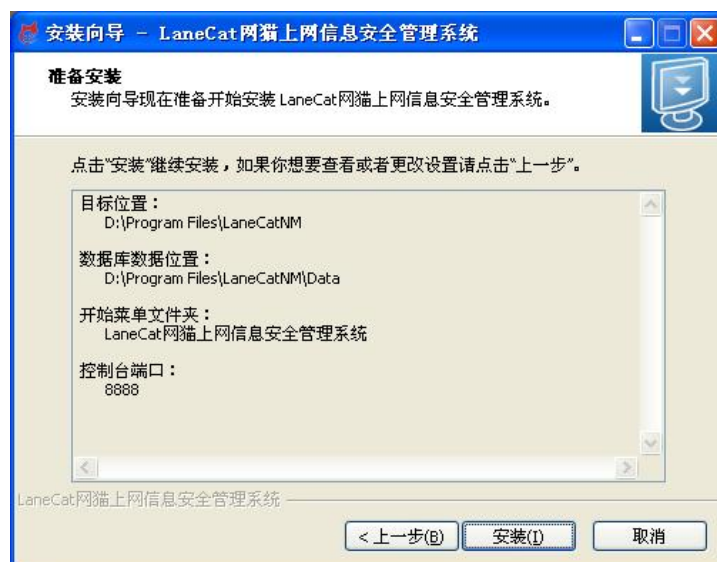 安装向导 - LaneCat网猫上网信息安全管理系统
准备安装
安装向导现在准备开始安装 LaneCat网猫上网信息安全管理系统。
点击"安装"继续安装，如果你想要查看或者更改设置请点击"上一步"。
目标位置：
D:\Program Files\LaneCatNM
数据库数据位置：
D:\Program Files\LaneCatNM\Data
开始菜单文件夹：
LaneCat网猫上网信息安全管理系统
控制台端口：
8888
LaneCat网猫上网信息安全管理系统
< 上一步(B) 安装(I) 取消